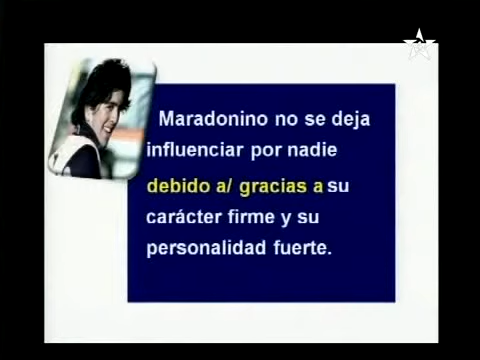 Maradonino no se deja
influenciar por nadie
debido a/ gracias a su
carácter firme y su
personalidad fuerte.